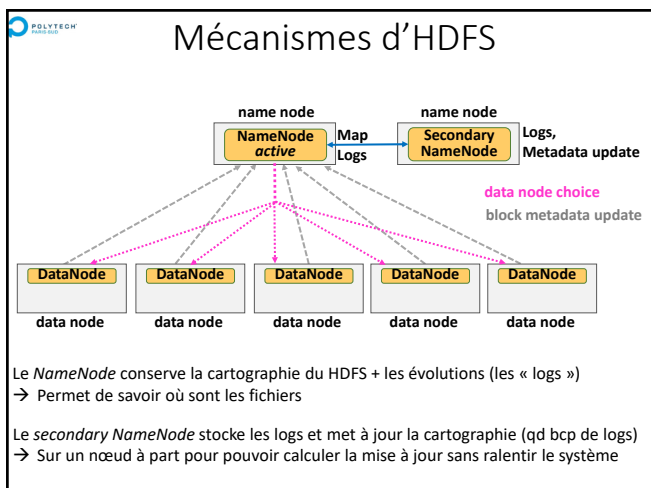 POLYTECH
PARIS-SUD
Mécanismes d'HDFS
name node
name node
NameNode
active
Map
Logs
Secondary
NameNode
Logs,
Metadata update
data node choice
block metadata update
DataNode
DataNode
DataNode
DataNode
DataNode
data node
data node
data node
data node
data node
Le NameNode conserve la cartographie du HDFS + les évolutions (les « logs »)
→ Permet de savoir où sont les fichiers
Le secondary NameNode stocke les logs et met à jour la cartographie (qd bcp de logs)
→ Sur un nœud à part pour pouvoir calculer la mise à jour sans ralentir le système